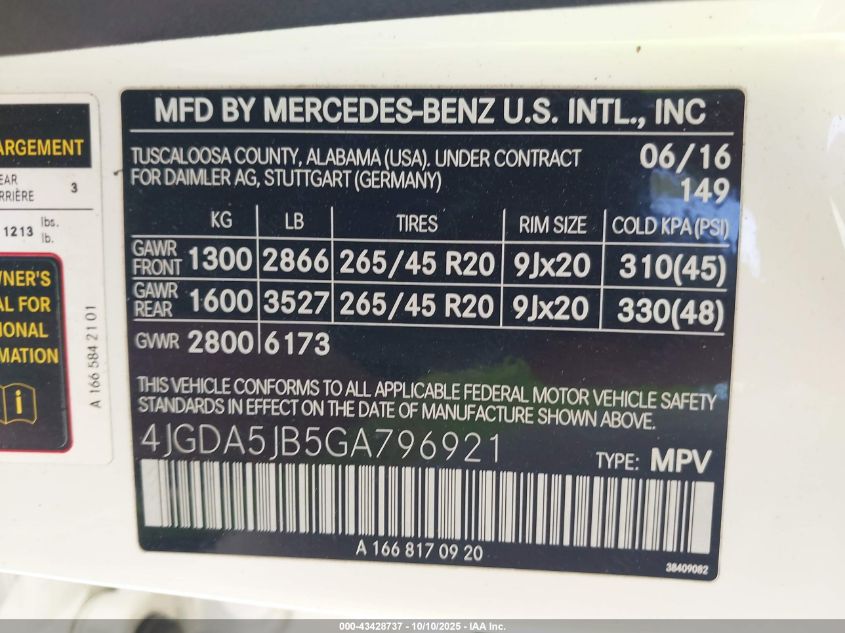 ARGEMENT
EAR 3
RRIÈRE
1213 lbs.
lb.
WNER'S
AL FOR
IONAL
MATION
i
A 166 584 21 01
MFD BY MERCEDES-BENZ U.S. INTL., INC
TUSCALOOSA COUNTY, ALABAMA (USA). UNDER CONTRACT 06/16
FOR DAIMLER AG, STUTTGART (GERMANY) 149
KG LB TIRES RIM SIZE COLD KPA (PSI)
GAWR FRONT 1300 2866 265/45 R20 9Jx20 310(45)
GAWR REAR 1600 3527 265/45 R20 9Jx20 330(48)
GVWR 2800 6173
THIS VEHICLE CONFORMS TO ALL APPLICABLE FEDERAL MOTOR VEHICLE SAFETY
STANDARDS IN EFFECT ON THE DATE OF MANUFACTURE SHOWN ABOVE.
4JGDA5JB5GA796921 TYPE: MPV
A 166 817 09 20
38409082
000-43428737 - 10/10/2025 - IAA Inc.